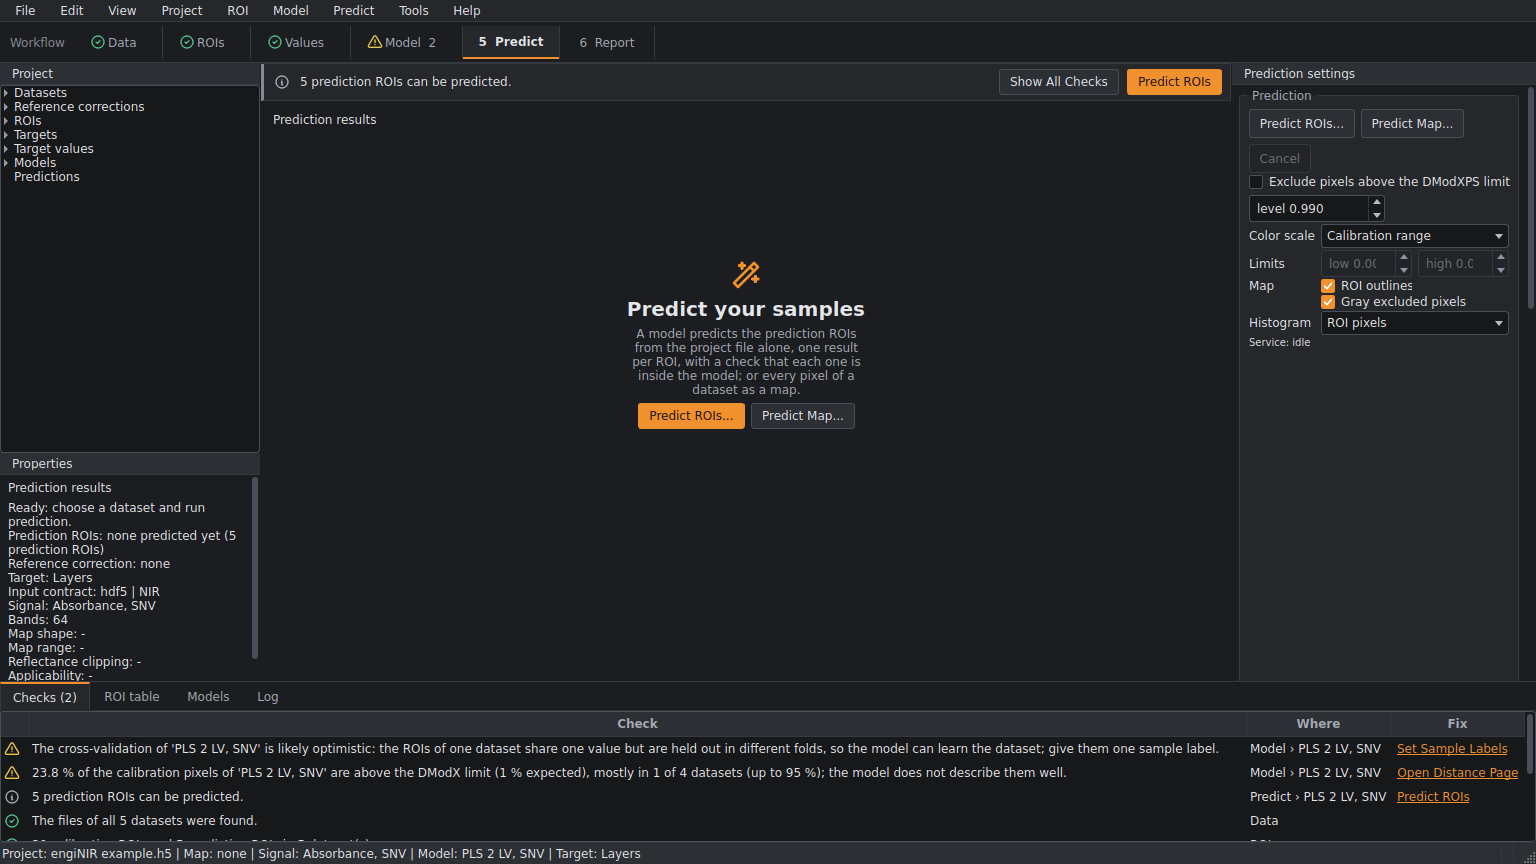 File Edit View Project ROI Model Predict Tools Help
Workflow Data ROIs Values Model 2 5 Predict 6 Report
Project
Datasets
Reference corrections
ROIs
Targets
Target values
Models
Predictions
Properties
Prediction results
Ready: choose a dataset and run
prediction.
Prediction ROIs: none predicted yet (5
prediction ROIs)
Reference correction: none
Target: Layers
Input contract: hdf5 | NIR
Signal: Absorbance, SNV
Bands: 64
Map shape: -
Map range: -
Reflectance clipping: -
Applicability: -
5 prediction ROIs can be predicted. Show All Checks Predict ROIs
Prediction results
Predict your samples
A model predicts the prediction ROIs
from the project file alone, one result
per ROI, with a check that each one is
inside the model; or every pixel of a
dataset as a map.
Predict ROIs... Predict Map...
Prediction settings
Prediction
Predict ROIs... Predict Map...
Cancel
Exclude pixels above the DModXPS limit
level 0.990
Color scale Calibration range
Limits low 0.00 high 0.0
Map ROI outlines
Gray excluded pixels
Histogram ROI pixels
Service: idle
Checks (2) ROI table Models Log
Check Where Fix
The cross-validation of 'PLS 2 LV, SNV' is likely optimistic: the ROIs of one dataset share one value but are held out in different folds, so the model can learn the dataset; give them one sample label. Model › PLS 2 LV, SNV Set Sample Labels
23.8 % of the calibration pixels of 'PLS 2 LV, SNV' are above the DModX limit (1 % expected), mostly in 1 of 4 datasets (up to 95 %); the model does not describe them well. Model › PLS 2 LV, SNV Open Distance Page
5 prediction ROIs can be predicted. Predict › PLS 2 LV, SNV Predict ROIs
The files of all 5 datasets were found. Data
Project: engiNIR example.h5 | Map: none | Signal: Absorbance, SNV | Model: PLS 2 LV, SNV | Target: Layers